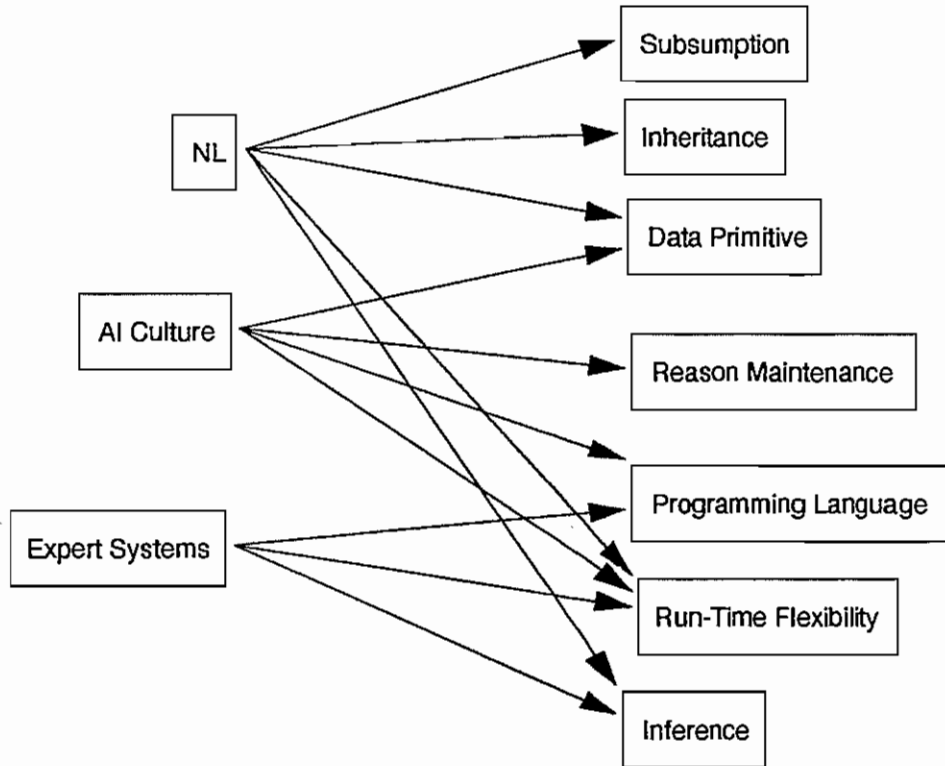 Subsumption
Inheritance
NL
Data Primitive
AI Culture
Reason Maintenance
Programming Language
Expert Systems
Run-Time Flexibility
Inference